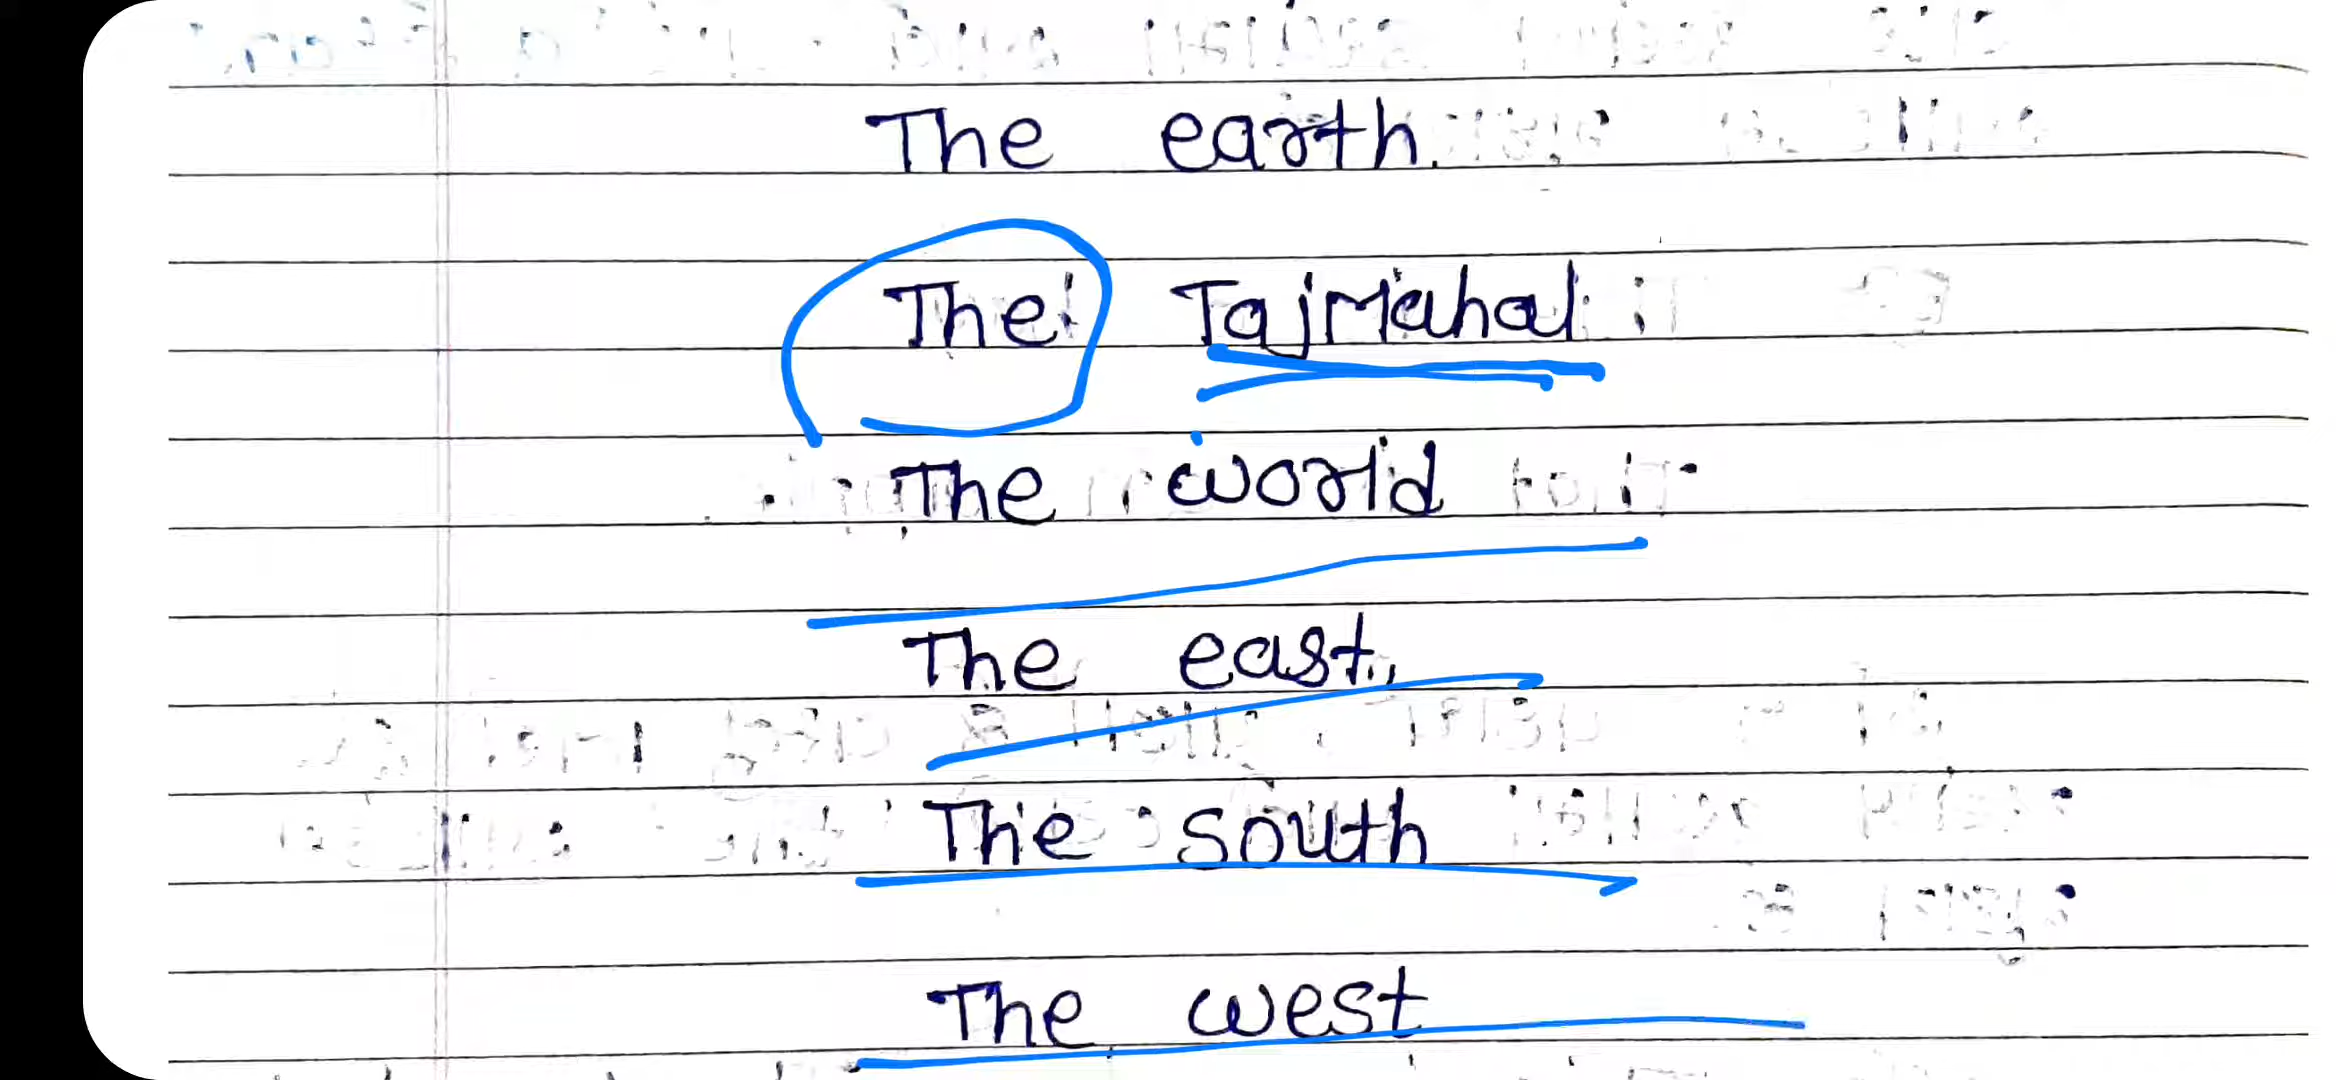 The earth.
The TajMahal
The world
The east.
The south
The west